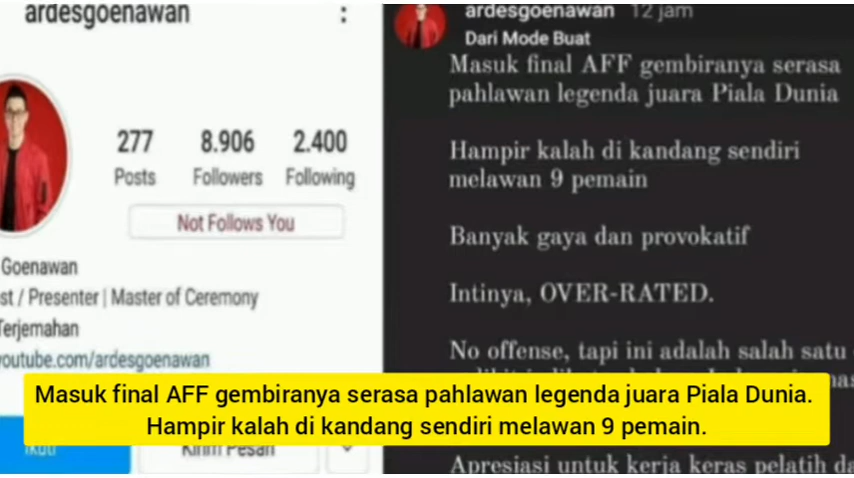 ardesgoenawan
277 8.906 2.400
Posts Followers Following
Not Follows You
Goenawan
st / Presenter | Master of Ceremony
Terjemahan
youtube.com/ardesgoenawan
Ikuti
Kirim Pesan
ardesgoenawan 12 jam
Dari Mode Buat
Masuk final AFF gembiranya serasa
pahlawan legenda juara Piala Dunia
Hampir kalah di kandang sendiri
melawan 9 pemain
Banyak gaya dan provokatif
Intinya, OVER-RATED.
No offense, tapi ini adalah salah satu
Apresiasi untuk kerja keras pelatih da
Masuk final AFF gembiranya serasa pahlawan legenda juara Piala Dunia.
Hampir kalah di kandang sendiri melawan 9 pemain.